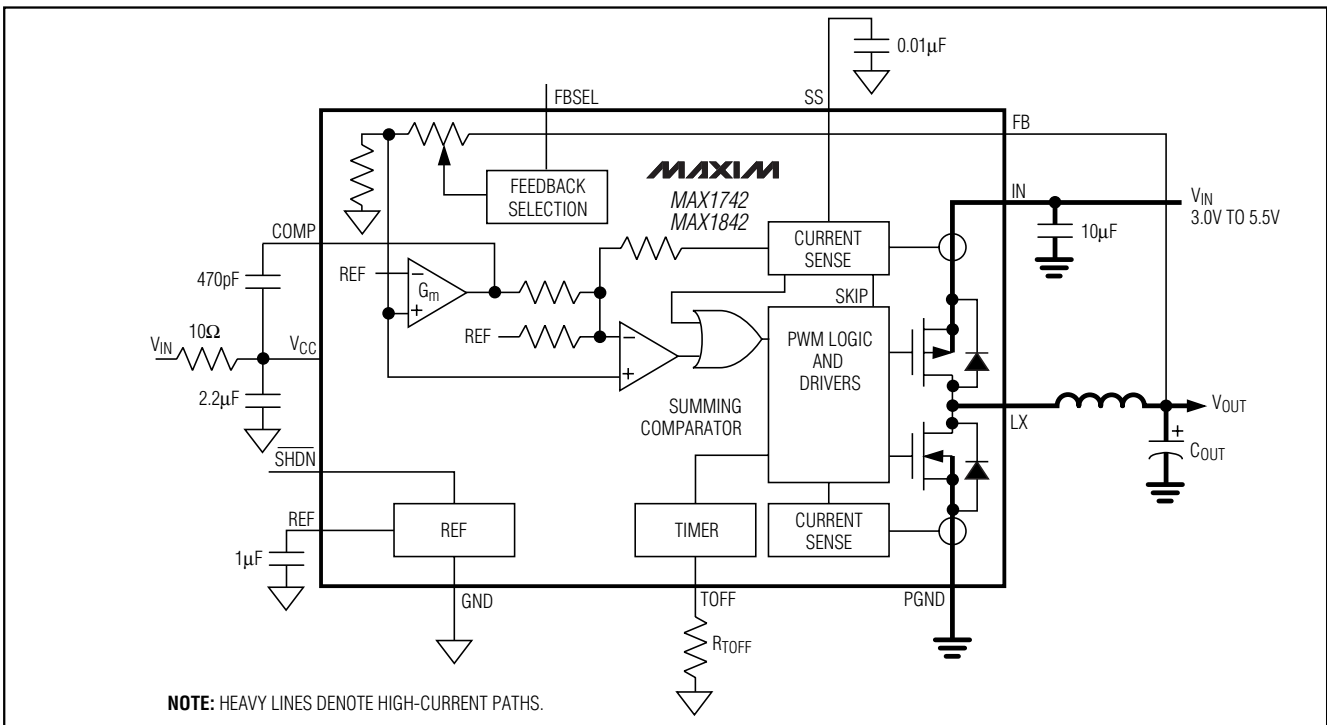 0.01µF
FBSEL
SS
FB
MAXIM
MAX1742
MAX1842
FEEDBACK
SELECTION
IN
VIN
3.0V TO 5.5V
10µF
CURRENT
SENSE
COMP
REF
Gm
470pF
SKIP
10Ω
VIN
VCC
REF
PWM LOGIC
AND
DRIVERS
2.2µF
SUMMING
COMPARATOR
LX
VOUT
COUT
SHDN
REF
REF
TIMER
CURRENT
SENSE
1µF
GND
TOFF
PGND
RTOFF
NOTE: HEAVY LINES DENOTE HIGH-CURRENT PATHS.